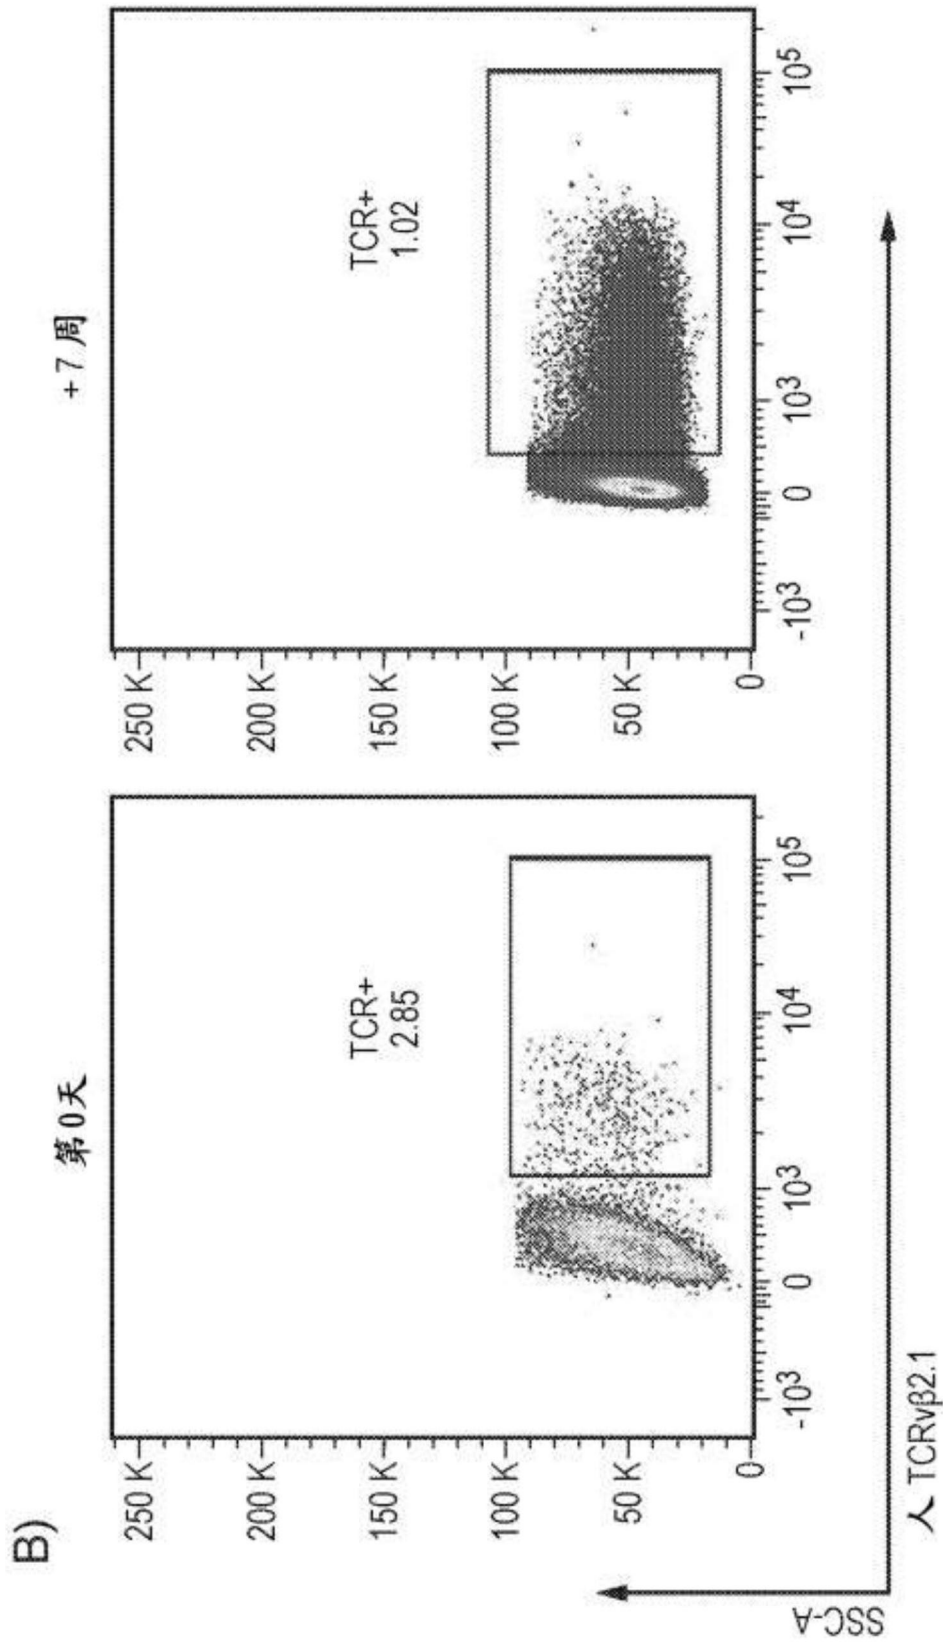 B)
第0天
TCR+
2.85
250 K
200 K
150 K
100 K
50 K
0
-10³
0
10³
10⁴
10⁵
+7周
TCR+
1.02
250 K
200 K
150 K
100 K
50 K
0
-10³
0
10³
10⁴
10⁵
SSC-A
人 TCRvβ2.1